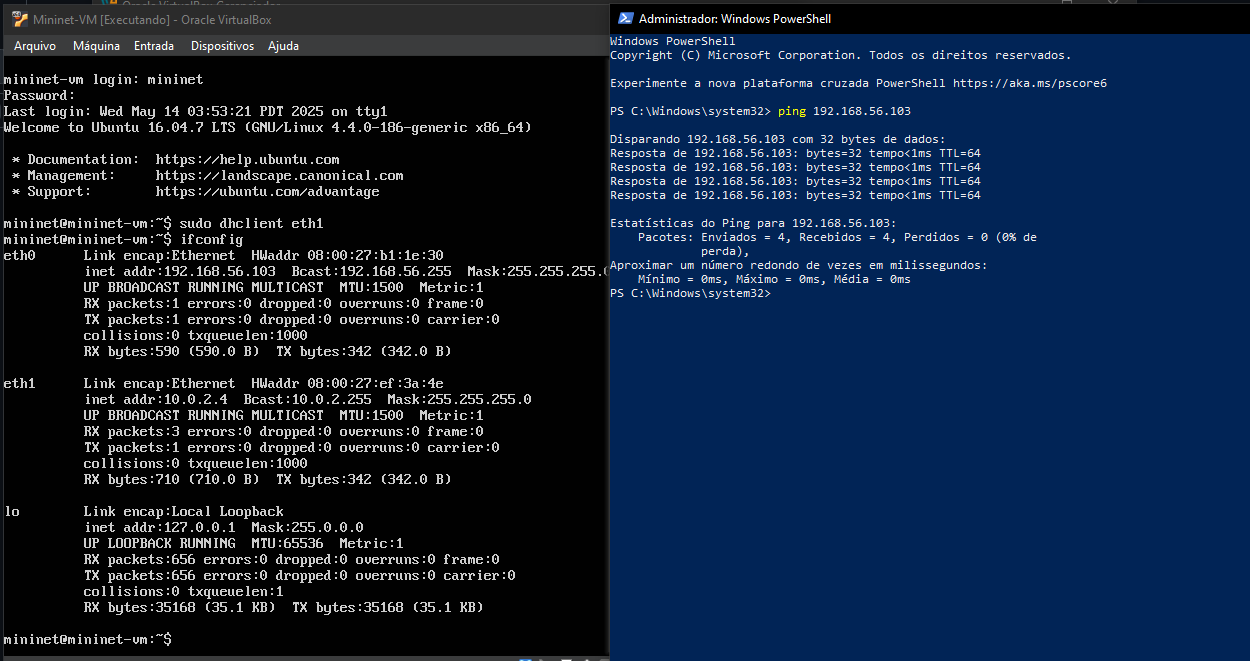 Oracle VirtualBox Gerenciador
Mininet-VM [Executando] - Oracle VirtualBox
Arquivo Máquina Entrada Visualizar Dispositivos Ajuda
mininet-vm login: mininet
Password:
Last login: Wed May 14 03:53:21 PDT 2025 on tty1
Welcome to Ubuntu 16.04.7 LTS (GNU/Linux 4.4.0-186-generic x86_64)
* Documentation: https://help.ubuntu.com
* Management: https://landscape.canonical.com
* Support: https://ubuntu.com/advantage
mininet@mininet-vm:~$ sudo dhclient eth1
mininet@mininet-vm:~$ ifconfig
eth0 Link encap:Ethernet HWaddr 08:00:27:b1:1e:30
inet addr:192.168.56.103 Bcast:192.168.56.255 Mask:255.255.255.
UP BROADCAST RUNNING MULTICAST MTU:1500 Metric:1
RX packets:1 errors:0 dropped:0 overruns:0 frame:0
TX packets:1 errors:0 dropped:0 overruns:0 carrier:0
collisions:0 txqueuelen:1000
RX bytes:590 (590.0 B) TX bytes:342 (342.0 B)
eth1 Link encap:Ethernet HWaddr 08:00:27:ef:3a:4e
inet addr:10.0.2.4 Bcast:10.0.2.255 Mask:255.255.255.0
UP BROADCAST RUNNING MULTICAST MTU:1500 Metric:1
RX packets:3 errors:0 dropped:0 overruns:0 frame:0
TX packets:1 errors:0 dropped:0 overruns:0 carrier:0
collisions:0 txqueuelen:1000
RX bytes:710 (710.0 B) TX bytes:342 (342.0 B)
lo Link encap:Local Loopback
inet addr:127.0.0.1 Mask:255.0.0.0
UP LOOPBACK RUNNING MTU:65536 Metric:1
RX packets:656 errors:0 dropped:0 overruns:0 frame:0
TX packets:656 errors:0 dropped:0 overruns:0 carrier:0
collisions:0 txqueuelen:1
RX bytes:35168 (35.1 KB) TX bytes:35168 (35.1 KB)
mininet@mininet-vm:~$
Administrador: Windows PowerShell
Windows PowerShell
Copyright (C) Microsoft Corporation. Todos os direitos reservados.
Experimente a nova plataforma cruzada PowerShell https://aka.ms/pscore6
PS C:\Windows\system32> ping 192.168.56.103
Disparando 192.168.56.103 com 32 bytes de dados:
Resposta de 192.168.56.103: bytes=32 tempo<1ms TTL=64
Resposta de 192.168.56.103: bytes=32 tempo<1ms TTL=64
Resposta de 192.168.56.103: bytes=32 tempo<1ms TTL=64
Resposta de 192.168.56.103: bytes=32 tempo<1ms TTL=64
Estatísticas do Ping para 192.168.56.103:
Pacotes: Enviados = 4, Recebidos = 4, Perdidos = 0 (0% de
perda),
Aproximar um número redondo de vezes em milissegundos:
Mínimo = 0ms, Máximo = 0ms, Média = 0ms
PS C:\Windows\system32>